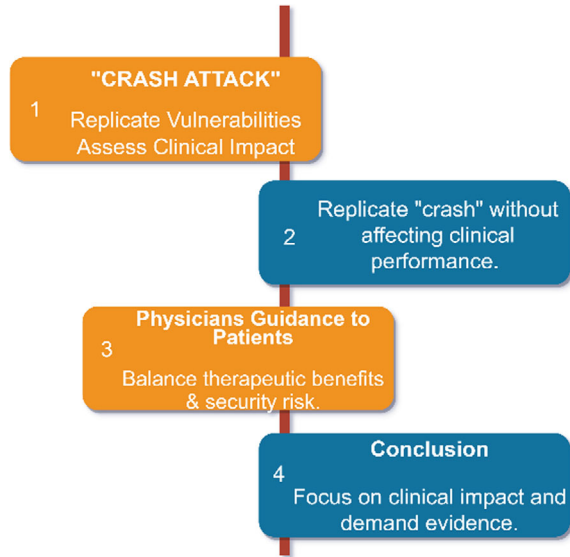 "CRASH ATTACK"
1
Replicate Vulnerabilities
Assess Clinical Impact
Replicate "crash" without
2
affecting clinical
performance.
Physicians Guidance to
Patients
3
Balance therapeutic benefits
& security risk.
Conclusion
4
Focus on clinical impact and
demand evidence.